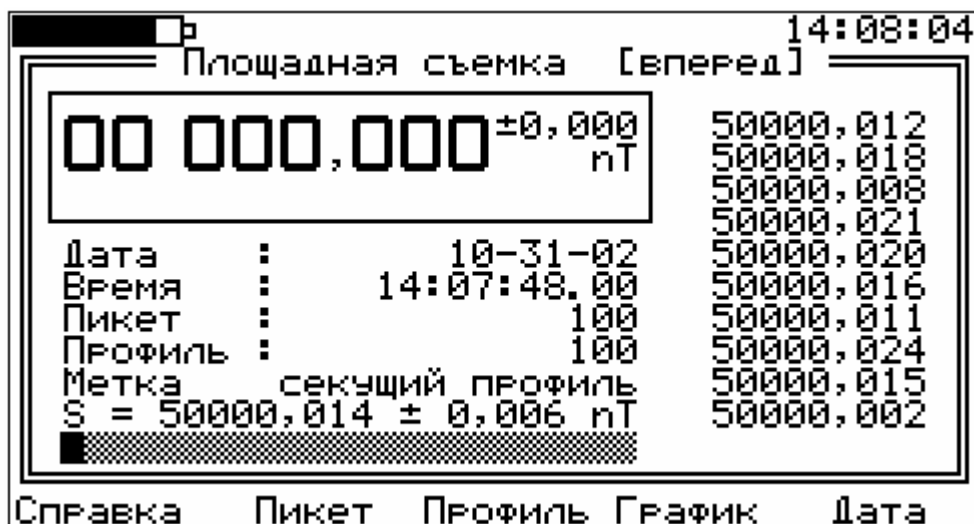 14:08:04
Площадная съемка [вперед]
00 000,000 ±0,000
nT
50000,012
50000,018
50000,008
50000,021
50000,020
50000,016
50000,011
50000,024
50000,015
50000,002
Дата : 10-31-02
Время : 14:07:48.00
Пикет : 100
Профиль : 100
Метка секущий профиль
S = 50000,014 ± 0,006 nT
Справка Пикет Профиль График Дата